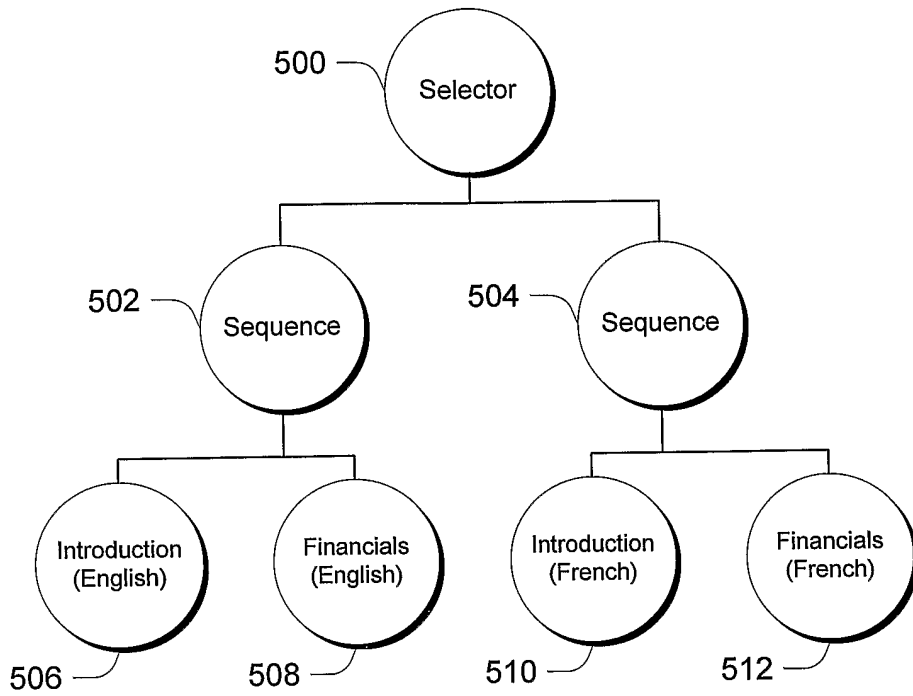 500
Selector
502
Sequence
504
Sequence
Introduction
(English)
Financials
(English)
Introduction
(French)
Financials
(French)
506
508
510
512